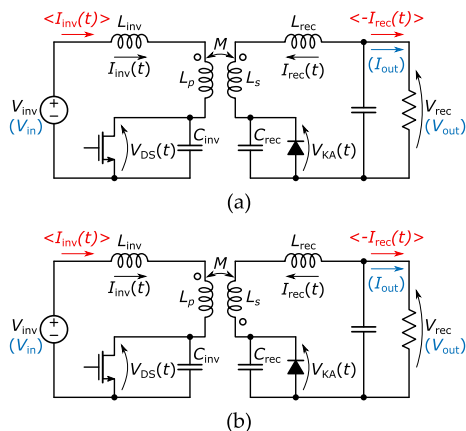 <I_inv(t)> L_inv M L_rec <-I_rec(t)>
I_inv(t) L_p L_s I_rec(t) (I_out)
V_inv (V_in) + − V_DS(t) C_inv C_rec V_KA(t) V_rec (V_out)
(a)
<I_inv(t)> L_inv M L_rec <-I_rec(t)>
I_inv(t) L_p L_s I_rec(t) (I_out)
V_inv (V_in) + − V_DS(t) C_inv C_rec V_KA(t) V_rec (V_out)
(b)